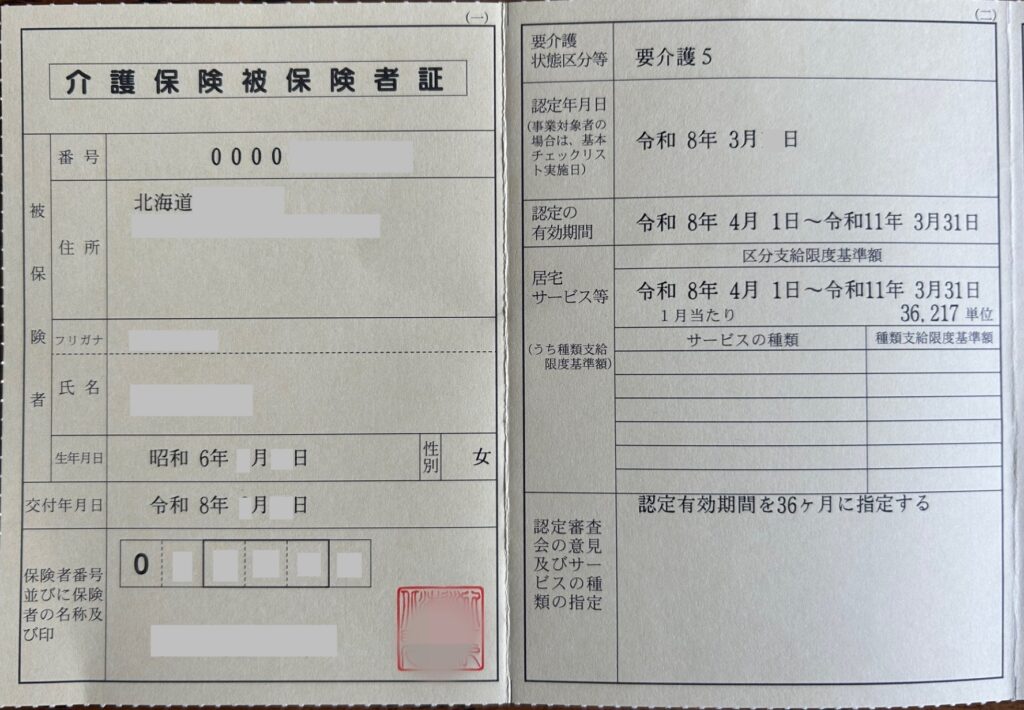 (一)
介護保険被保険者証
被保険者
番号
0000
住所
北海道
フリガナ
氏名
生年月日
昭和 6年 月 日
性別
女
交付年月日
令和 8年 月 日
保険者番号
並びに保険
者の名称及
び印
0
(二)
要介護
状態区分等
要介護5
認定年月日
(事業対象者の
場合は、基本
チェックリス
ト実施日)
令和 8年 3月 日
認定の
有効期間
令和 8年 4月 1日～令和11年 3月31日
居宅
サービス等
(うち種類支給
限度基準額)
区分支給限度基準額
令和 8年 4月 1日～令和11年 3月31日
1月当たり
36,217 単位
サービスの種類
種類支給限度基準額
認定審査
会の意見
及びサー
ビスの種
類の指定
認定有効期間を36ヶ月に指定する